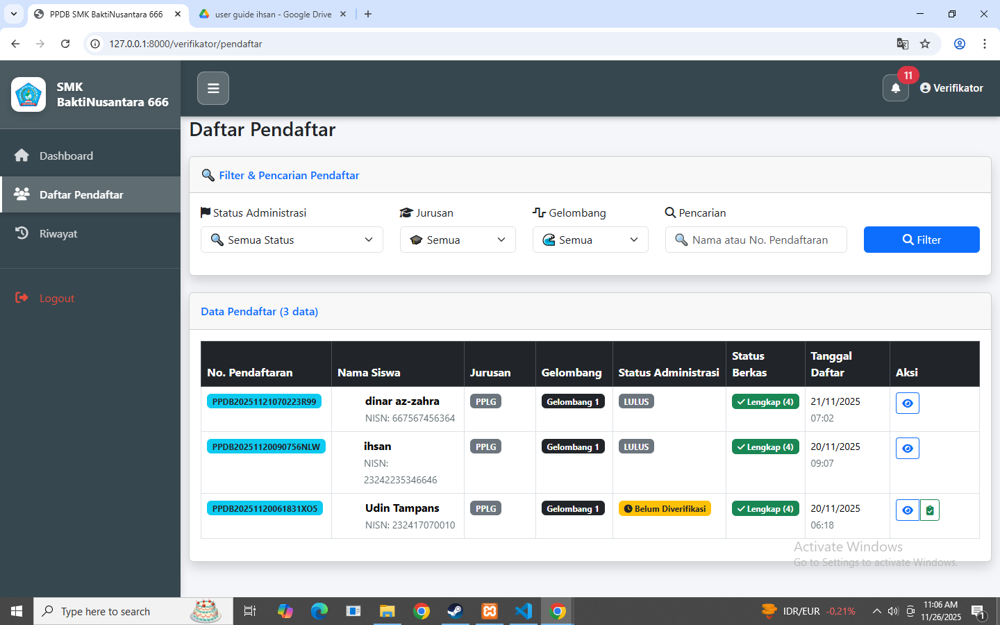 PPDB SMK BaktiNusantara 666
user guide ihsan - Google Drive
127.0.0.1:8000/verifikator/pendaftar
SMK
BaktiNusantara 666
11
Verifikator
Dashboard
Daftar Pendaftar
Riwayat
Logout
Daftar Pendaftar
Filter & Pencarian Pendaftar
Status Administrasi
Jurusan
Gelombang
Pencarian
Semua Status
Semua
Semua
Nama atau No. Pendaftaran
Filter
Data Pendaftar (3 data)
No. Pendaftaran
Nama Siswa
Jurusan
Gelombang
Status Administrasi
Status
Berkas
Tanggal
Daftar
Aksi
PPDB20251121070223R99
dinar az-zahra
NISN: 667567456364
PPLG
Gelombang 1
LULUS
Lengkap (4)
21/11/2025
07:02
PPDB20251120090756NLW
ihsan
NISN:
23242235346646
PPLG
Gelombang 1
LULUS
Lengkap (4)
20/11/2025
09:07
PPDB20251120061831XO5
Udin Tampans
NISN: 232417070010
PPLG
Gelombang 1
Belum Diverifikasi
Lengkap (4)
20/11/2025
06:18
Activate Windows
Go to Settings to activate Windows.
Type here to search
IDR/EUR -0,21%
11:06 AM
11/26/2025
1